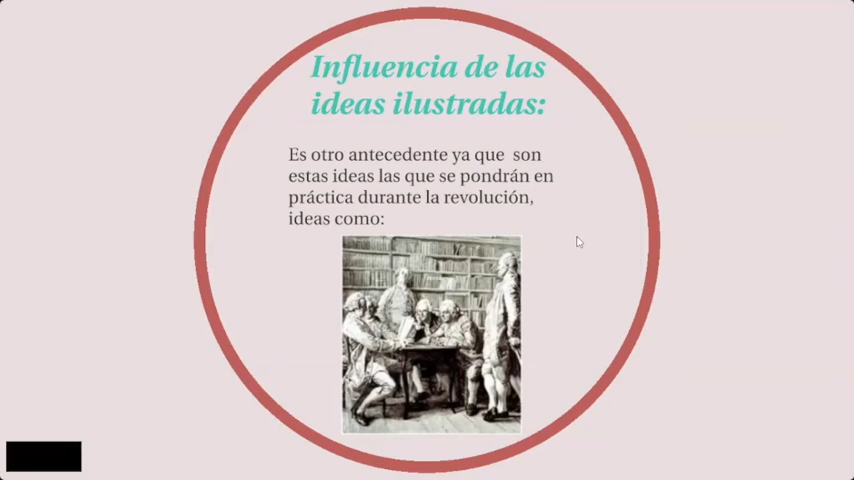 Influencia de las
ideas ilustradas:
Es otro antecedente ya que son
estas ideas las que se pondrán en
práctica durante la revolución,
ideas como: